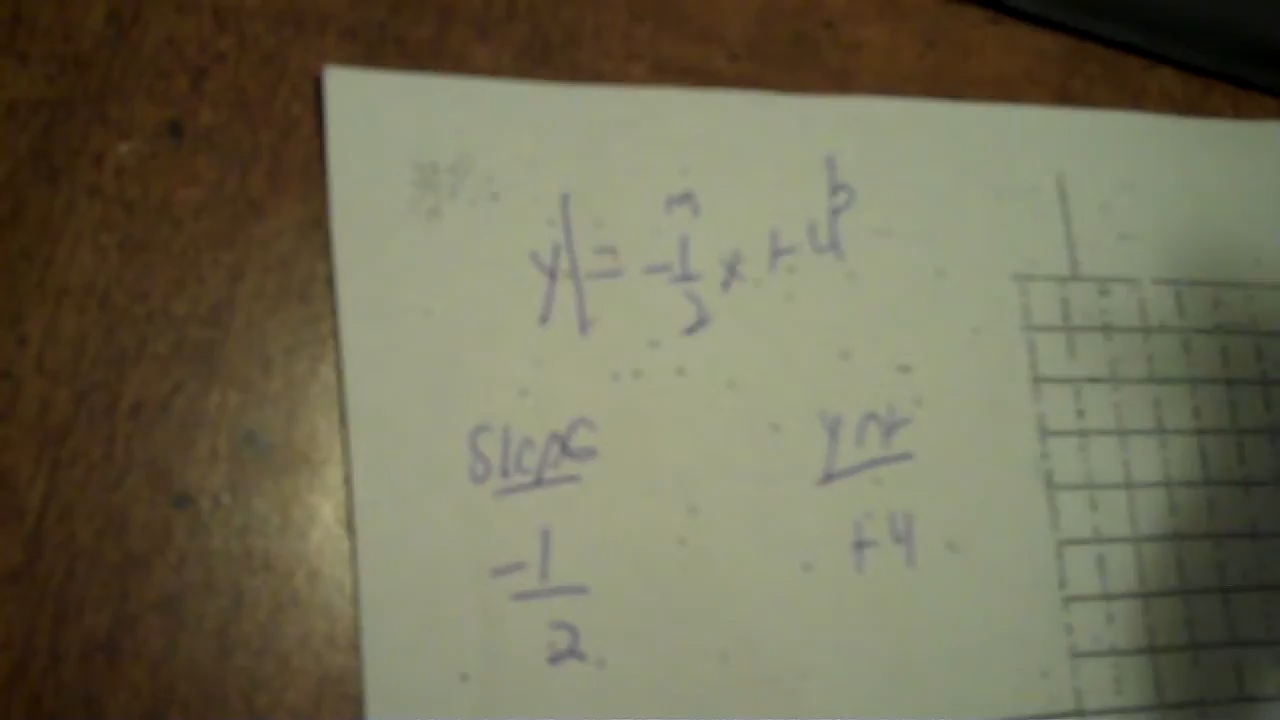 m b
y = -1/2 x + 4
Slope y int
-1/2 +4